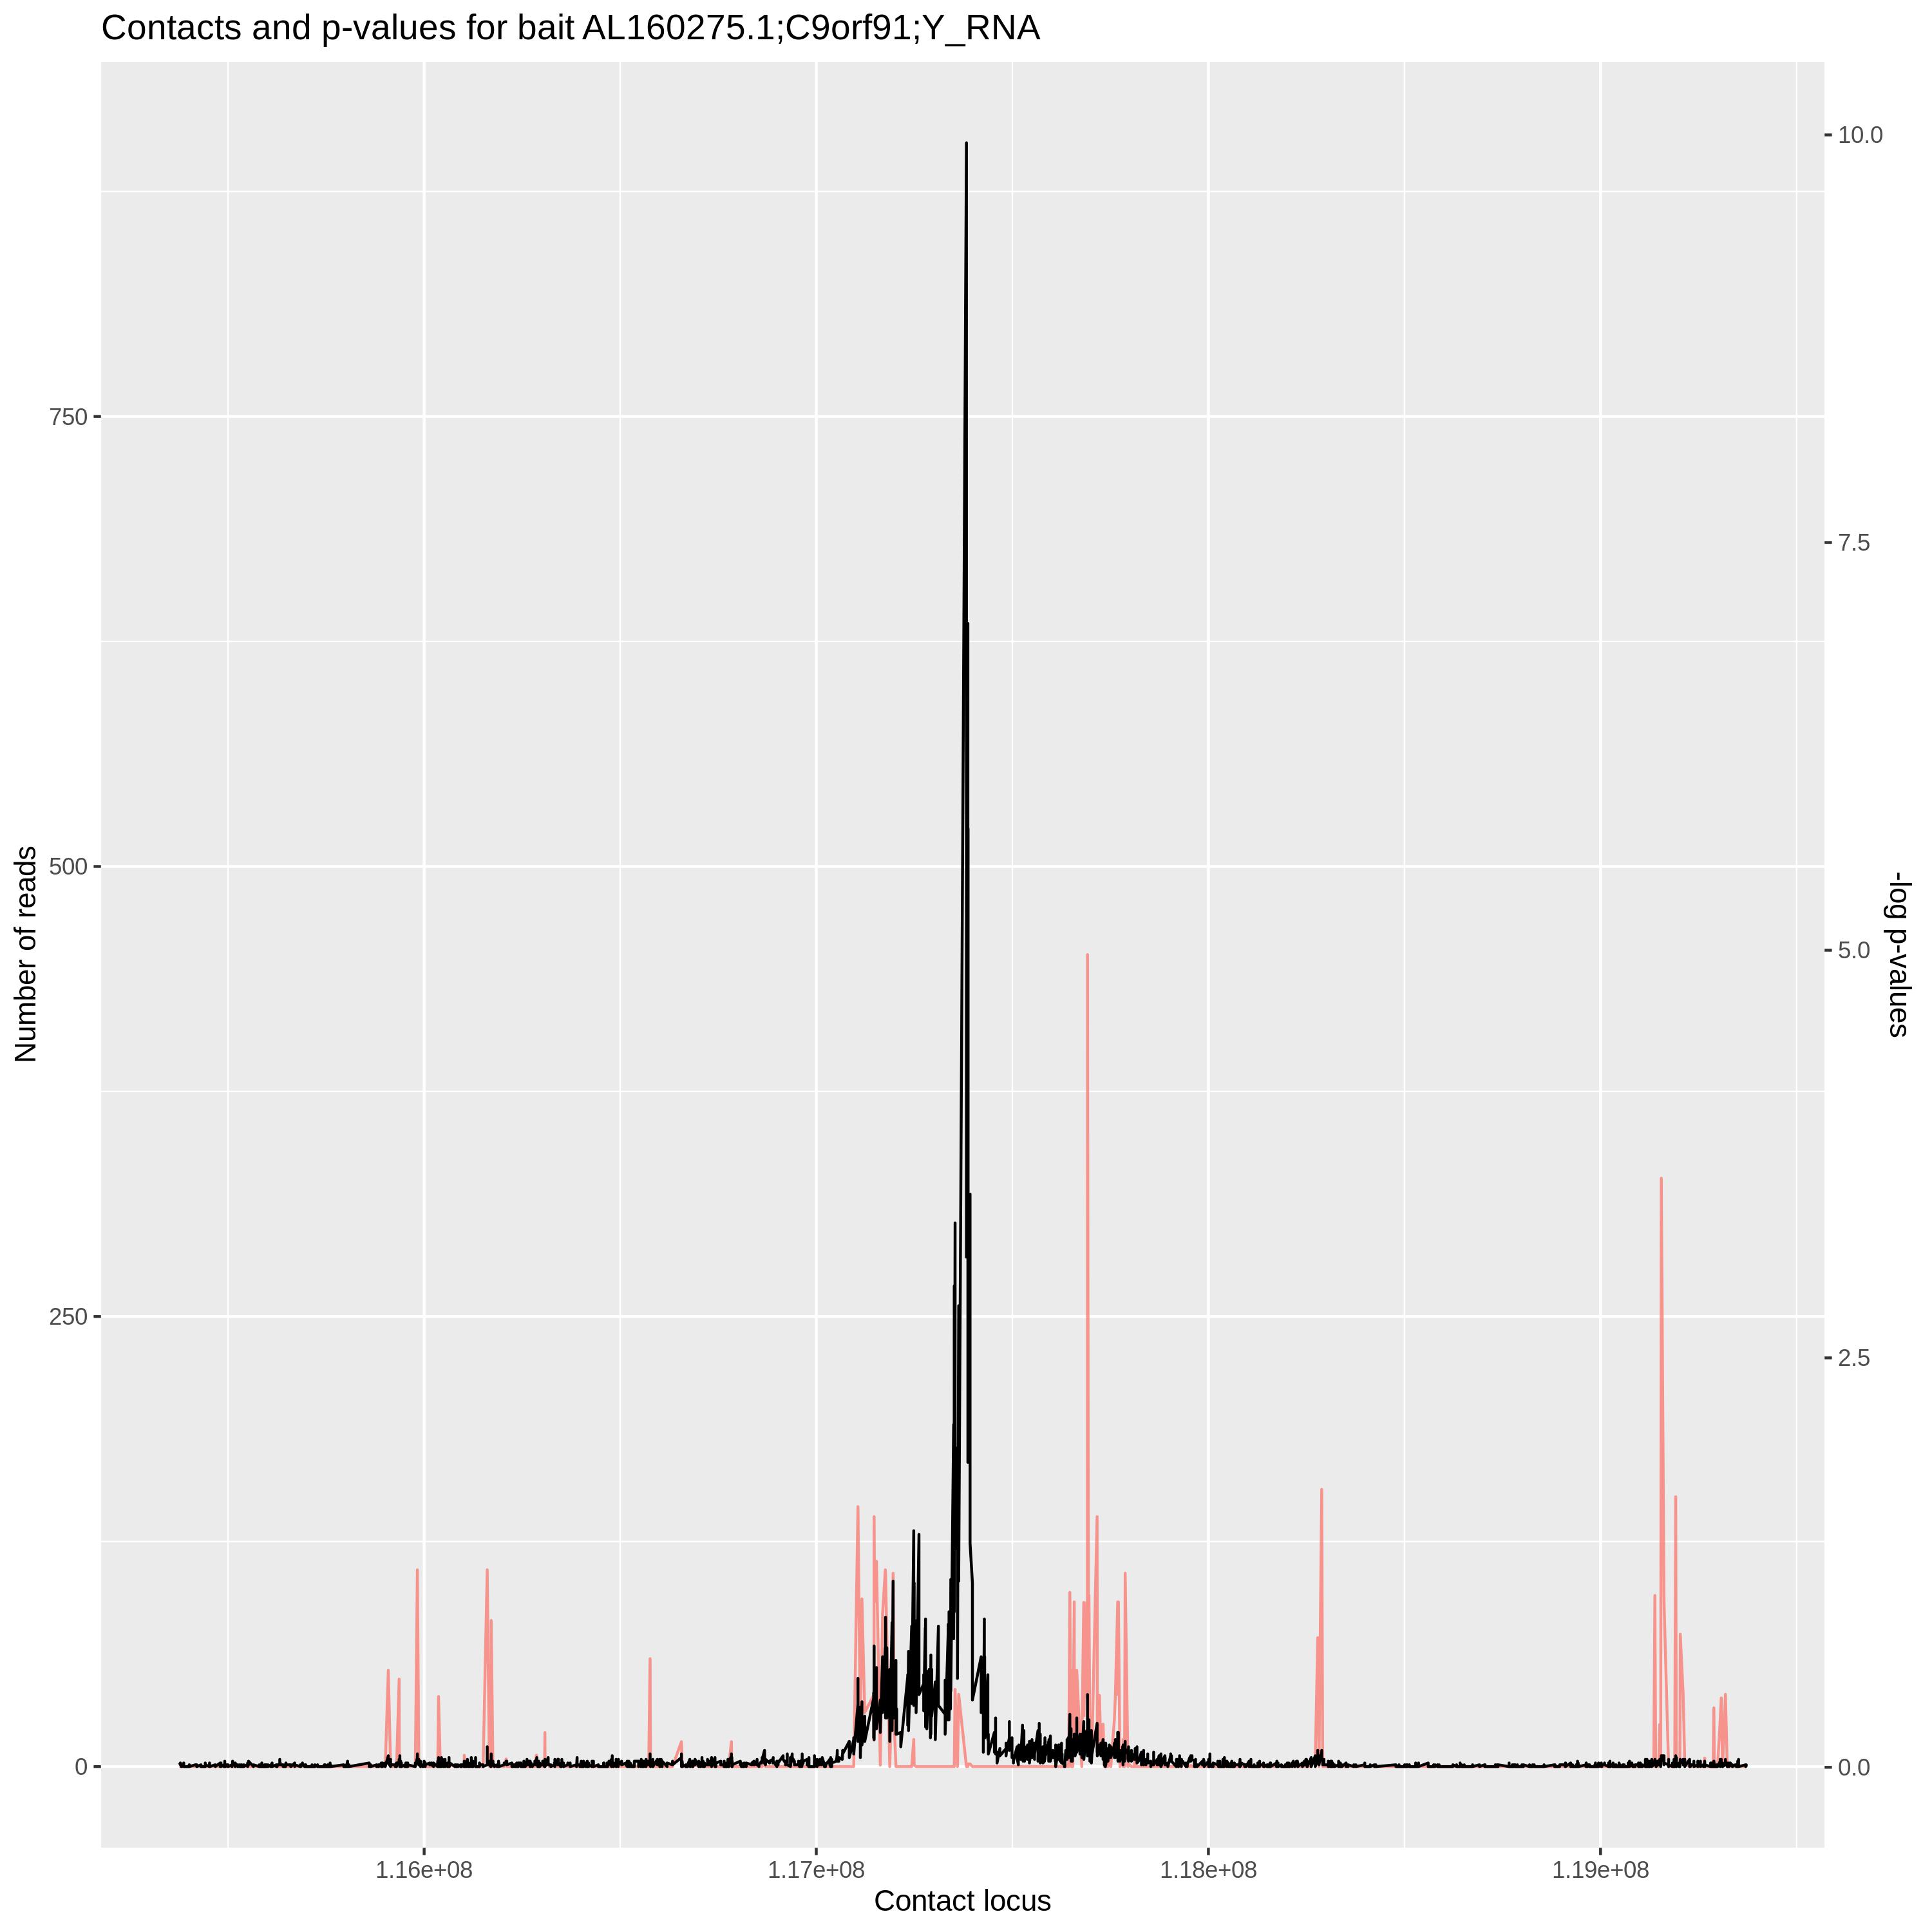 Contacts and p-values for bait AL160275.1;C9orf91;Y_RNA
10.0
750
7.5
500
5.0
Number of reads
-log p-values
250
2.5
0
0.0
1.16e+08
1.17e+08
1.18e+08
1.19e+08
Contact locus